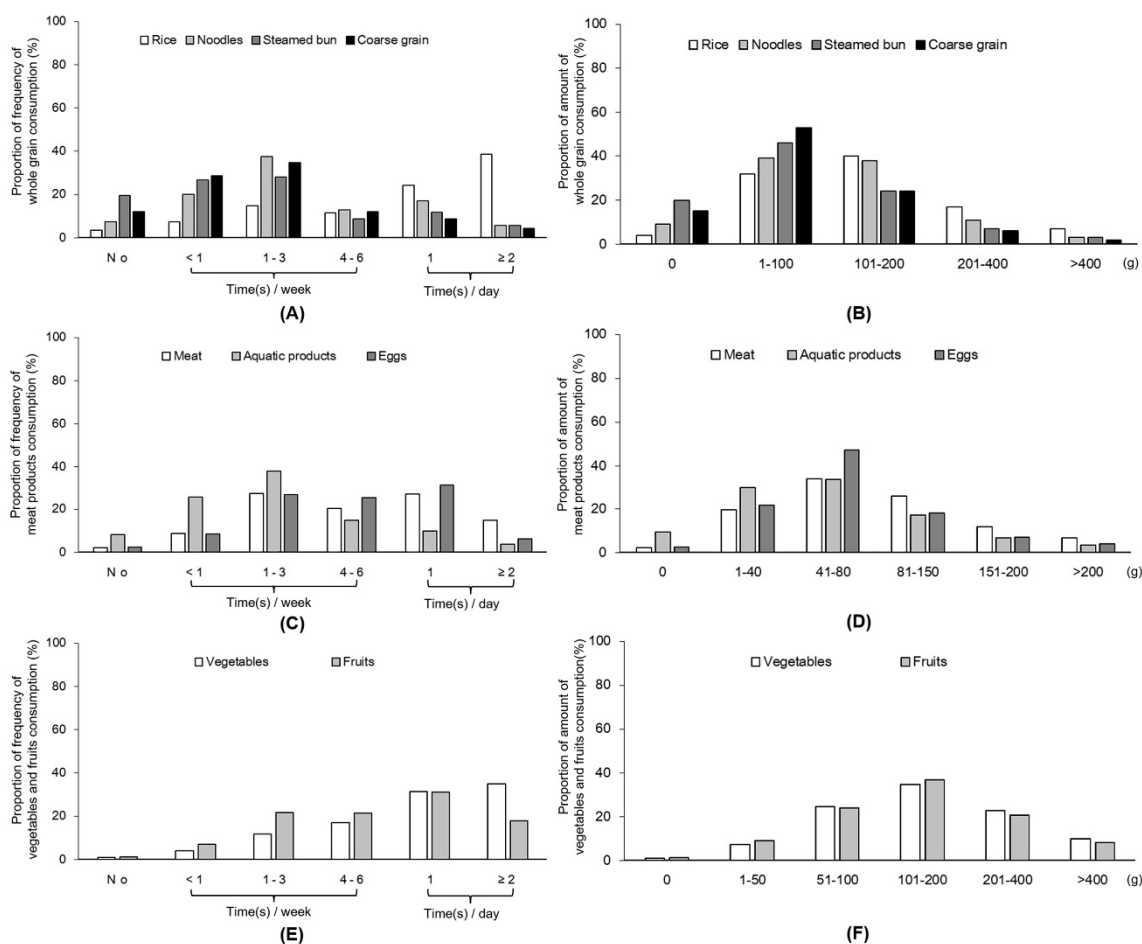 Proportion of frequency of
whole grain consumption (%)
100
80
60
40
20
0
Rice Noodles Steamed bun Coarse grain
N o < 1 1 - 3 4 - 6 1 ≥ 2
Time(s) / week Time(s) / day
(A)
Proportion of amount of
whole grain consumption (%)
100
80
60
40
20
0
Rice Noodles Steamed bun Coarse grain
0 1-100 101-200 201-400 >400 (g)
(B)
Proportion of frequency of
meat products consumption (%)
100
80
60
40
20
0
Meat Aquatic products Eggs
N o < 1 1 - 3 4 - 6 1 ≥ 2
Time(s) / week Time(s) / day
(C)
Proportion of amount of
meat products consumption (%)
100
80
60
40
20
0
Meat Aquatic products Eggs
0 1-40 41-80 81-150 151-200 >200 (g)
(D)
Proportion of frequency of
vegetables and fruits consumption (%)
100
80
60
40
20
0
Vegetables Fruits
N o < 1 1 - 3 4 - 6 1 ≥ 2
Time(s) / week Time(s) / day
(E)
Proportion of amount of
vegetables and fruits consumption(%)
100
80
60
40
20
0
Vegetables Fruits
0 1-50 51-100 101-200 201-400 >400 (g)
(F)